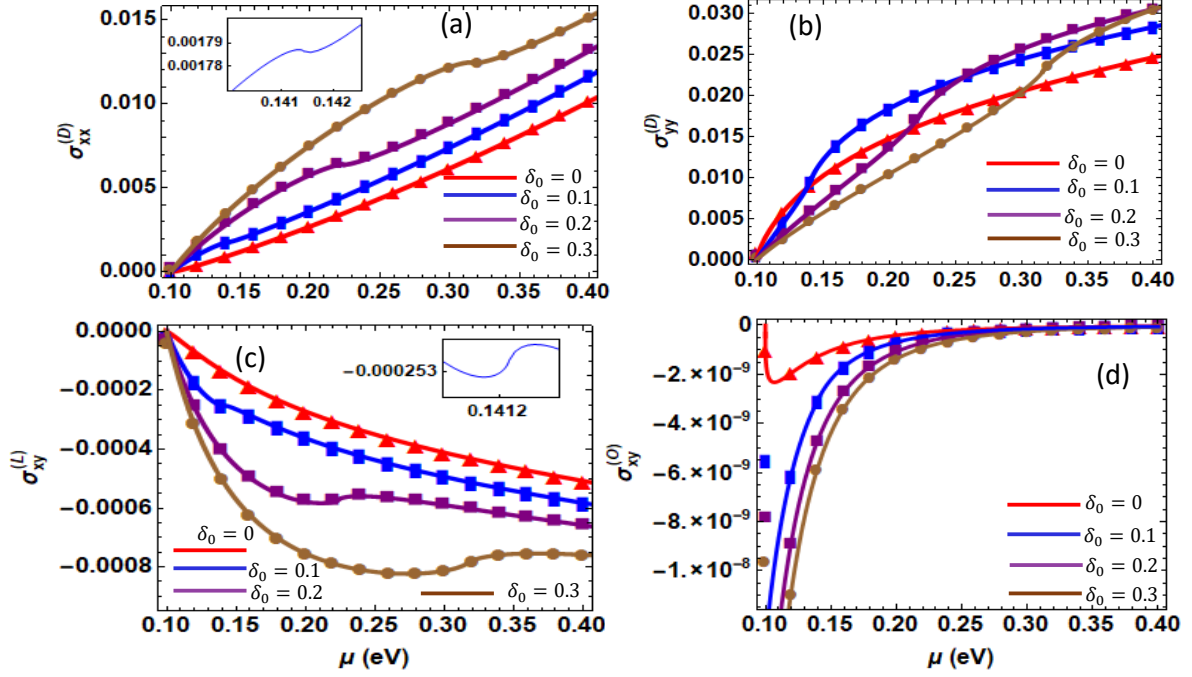 (a)
0.015
0.010
0.005
0.000
σxx(D)
0.00179
0.00178
0.141 0.142
δ0 = 0
δ0 = 0.1
δ0 = 0.2
δ0 = 0.3
0.10 0.15 0.20 0.25 0.30 0.35 0.40
(b)
0.030
0.025
0.020
0.015
0.010
0.005
0.000
σyy(D)
δ0 = 0
δ0 = 0.1
δ0 = 0.2
δ0 = 0.3
0.10 0.15 0.20 0.25 0.30 0.35 0.40
(c)
0.0000
−0.0002
−0.0004
−0.0006
−0.0008
σxy(L)
−0.000253
0.1412
δ0 = 0
δ0 = 0.1
δ0 = 0.2
δ0 = 0.3
0.10 0.15 0.20 0.25 0.30 0.35 0.40
μ (eV)
(d)
0
−2.×10−9
−4.×10−9
−6.×10−9
−8.×10−9
−1.×10−8
σxy(O)
δ0 = 0
δ0 = 0.1
δ0 = 0.2
δ0 = 0.3
0.10 0.15 0.20 0.25 0.30 0.35 0.40
μ (eV)